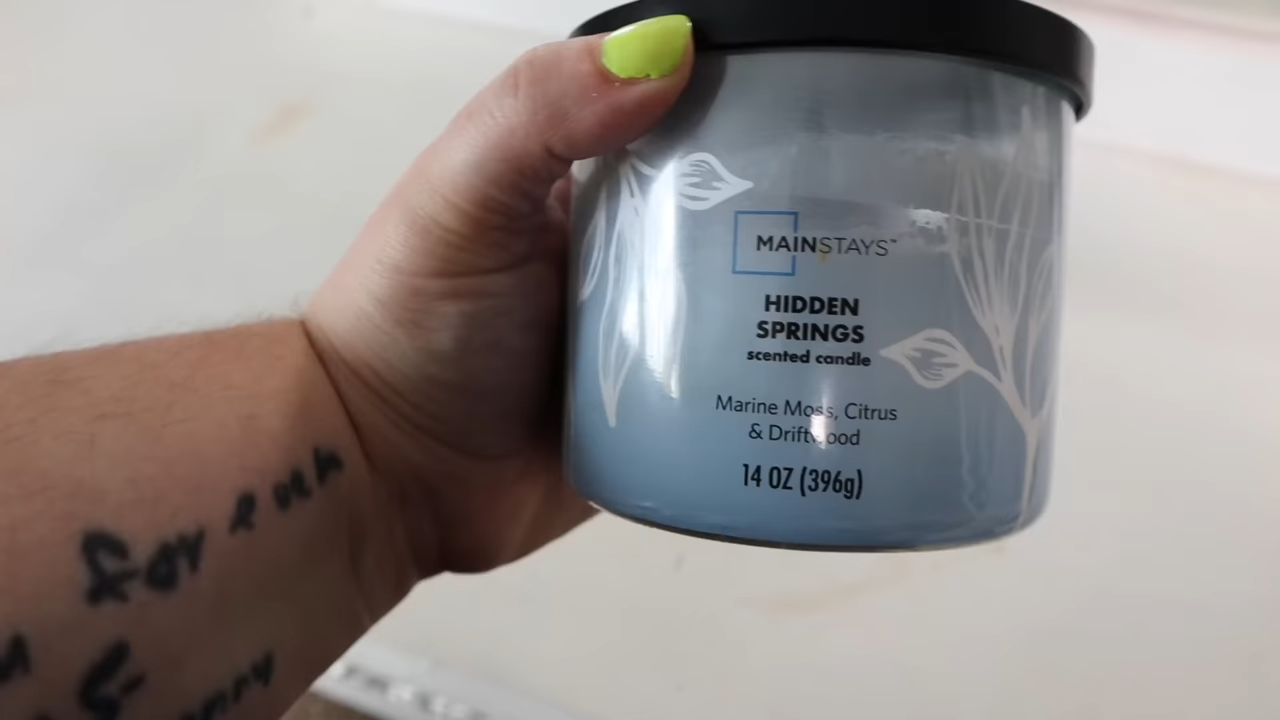 MAINSTAYS™
HIDDEN
SPRINGS
scented candle
Marine Moss, Citrus
& Driftwood
14 OZ (396g)